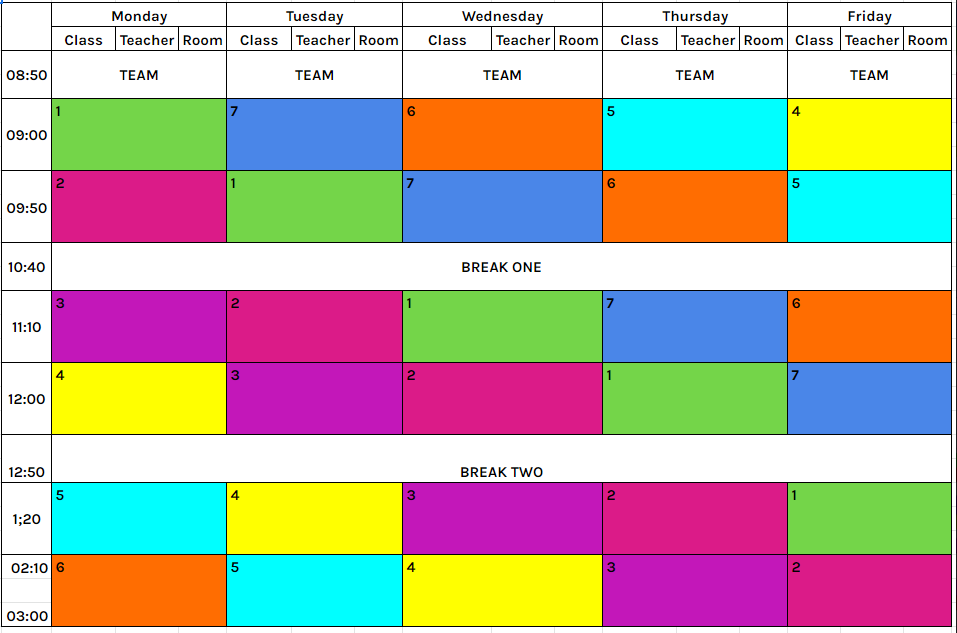 Monday Tuesday Wednesday Thursday Friday
Class Teacher Room Class Teacher Room Class Teacher Room Class Teacher Room Class Teacher Room
08:50 TEAM TEAM TEAM TEAM TEAM
09:00 1 7 6 5 4
09:50 2 1 7 6 5
10:40 BREAK ONE
11:10 3 2 1 7 6
12:00 4 3 2 1 7
12:50 BREAK TWO
1;20 5 4 3 2 1
02:10 6 5 4 3 2
03:00